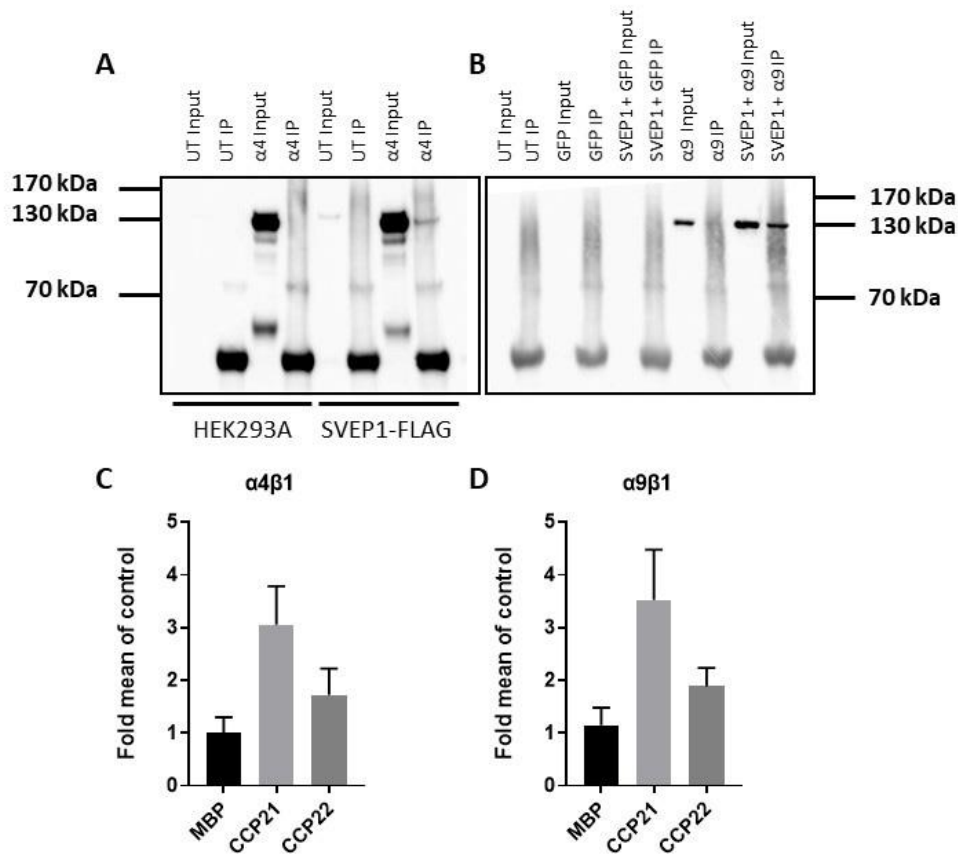 A
B
UT Input
UT IP
α4 Input
α4 IP
UT Input
UT IP
α4 Input
α4 IP
UT Input
UT IP
GFP Input
GFP IP
SVEP1 + GFP Input
SVEP1 + GFP IP
α9 Input
α9 IP
SVEP1 + α9 Input
SVEP1 + α9 IP
170 kDa
130 kDa
70 kDa
170 kDa
130 kDa
70 kDa
HEK293A
SVEP1-FLAG
C
α4β1
Fold mean of control
5
4
3
2
1
0
MBP
CCP21
CCP22
D
α9β1
Fold mean of control
5
4
3
2
1
0
MBP
CCP21
CCP22